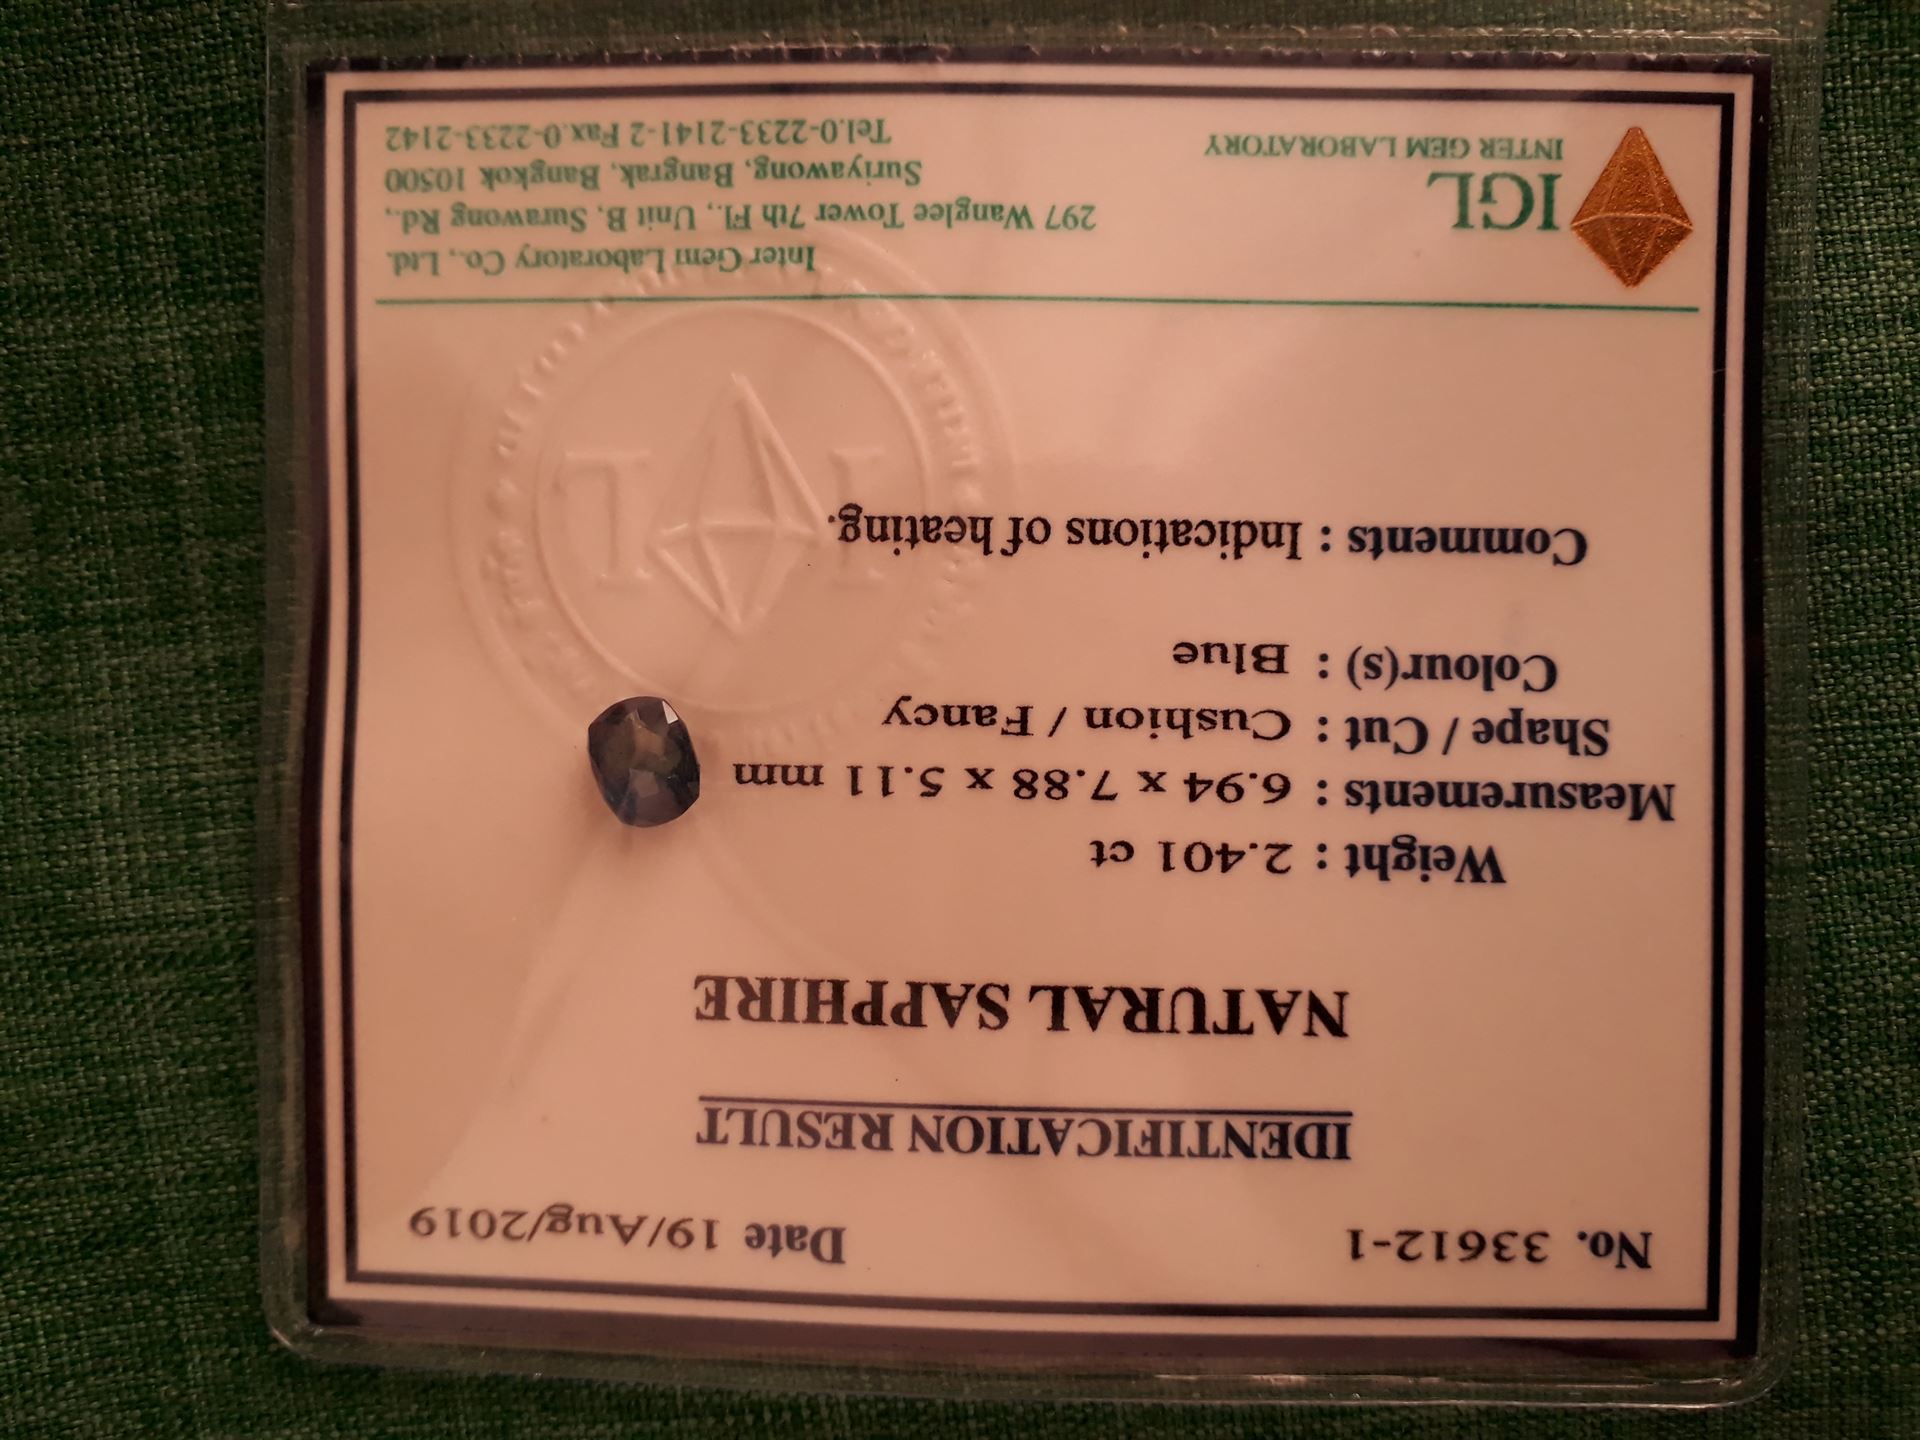 No. 33612-1 Date 19/Aug/2019
IDENTIFICATION RESULT
NATURAL SAPPHIRE
Weight : 2.401 ct
Measurements : 6.94 x 7.88 x 5.11 mm
Shape / Cut : Cushion / Fancy
Colour(s) : Blue
Comments : Indications of heating.
I L
IGL
INTER GEM LABORATORY
Inter Gem Laboratory Co., Ltd.
297 Wanglee Tower 7th Fl., Unit B, Surawong Rd.,
Suriyawong, Bangrak, Bangkok 10500
Tel.0-2233-2141-2 Fax.0-2233-2142